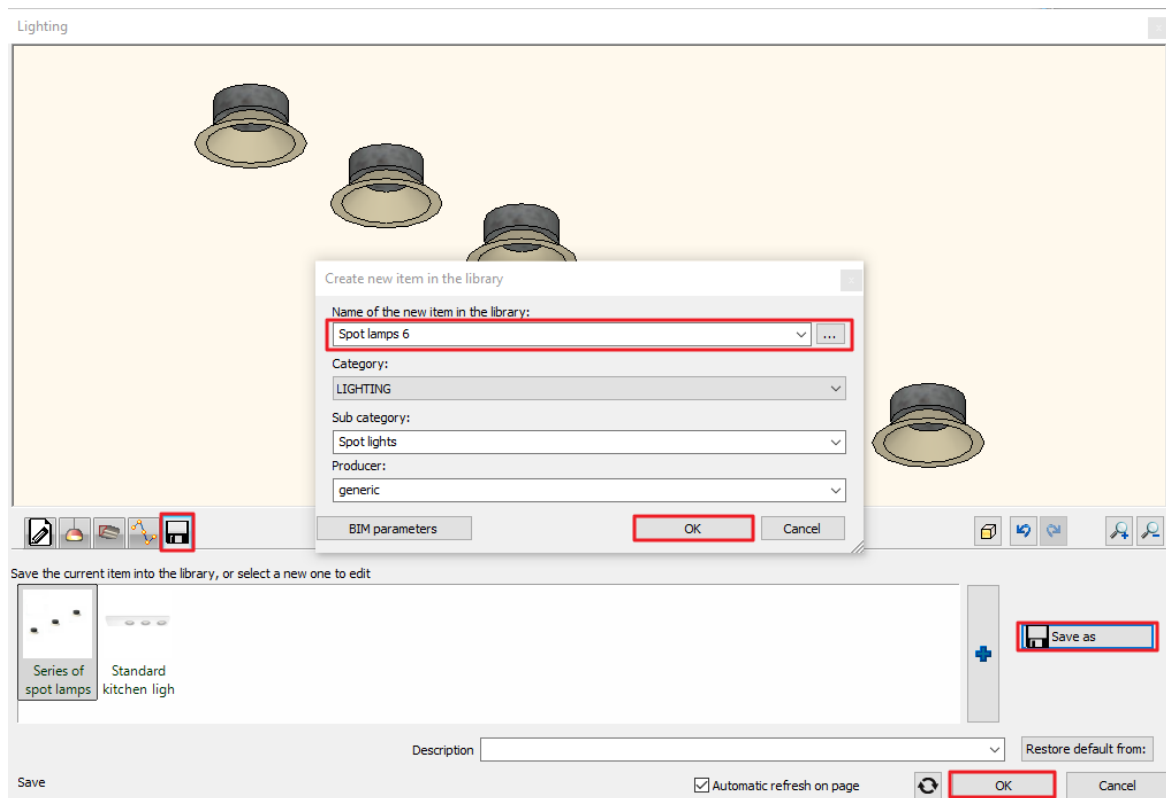 Lighting
Create new item in the library
Name of the new item in the library:
Spot lamps 6
...
Category:
LIGHTING
Sub category:
Spot lights
Producer:
generic
BIM parameters
OK
Cancel
Save the current item into the library, or select a new one to edit
Series of
spot lamps
Standard
kitchen ligh
Save as
Description
Restore default from:
Save
Automatic refresh on page
OK
Cancel